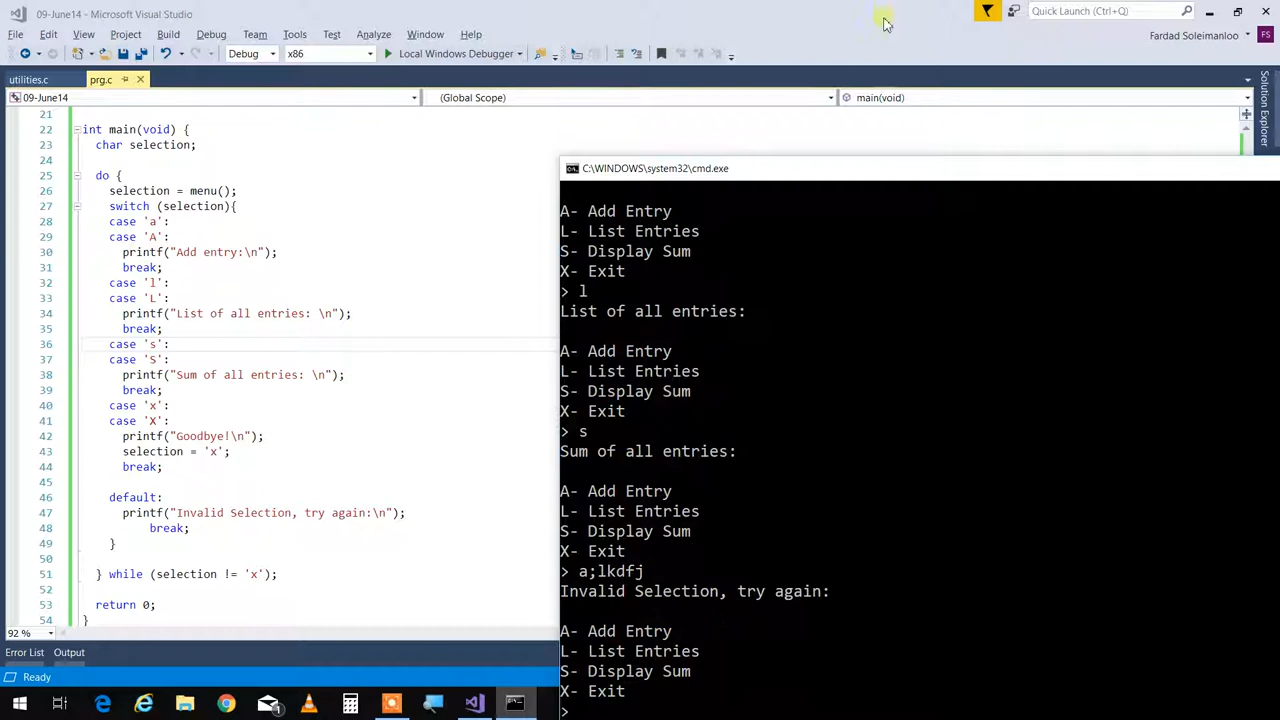 09-June14 - Microsoft Visual Studio
Quick Launch (Ctrl+Q)
File Edit View Project Build Debug Team Tools Test Analyze Window Help
Fardad Soleimanloo FS
Debug x86 Local Windows Debugger
utilities.c prg.c
09-June14 (Global Scope) main(void)
Solution Explorer
21
22 int main(void) {
23 char selection;
24
25 do {
26 selection = menu();
27 switch (selection){
28 case 'a':
29 case 'A':
30 printf("Add entry:\n");
31 break;
32 case 'l':
33 case 'L':
34 printf("List of all entries: \n");
35 break;
36 case 's':
37 case 'S':
38 printf("Sum of all entries: \n");
39 break;
40 case 'x':
41 case 'X':
42 printf("Goodbye!\n");
43 selection = 'x';
44 break;
45
46 default:
47 printf("Invalid Selection, try again:\n");
48 break;
49 }
50
51 } while (selection != 'x');
52
53 return 0;
54 }
92 %
Error List Output
Ready
C:\WINDOWS\system32\cmd.exe
A- Add Entry
L- List Entries
S- Display Sum
X- Exit
> l
List of all entries:
A- Add Entry
L- List Entries
S- Display Sum
X- Exit
> s
Sum of all entries:
A- Add Entry
L- List Entries
S- Display Sum
X- Exit
> a;lkdfj
Invalid Selection, try again:
A- Add Entry
L- List Entries
S- Display Sum
X- Exit
>
1